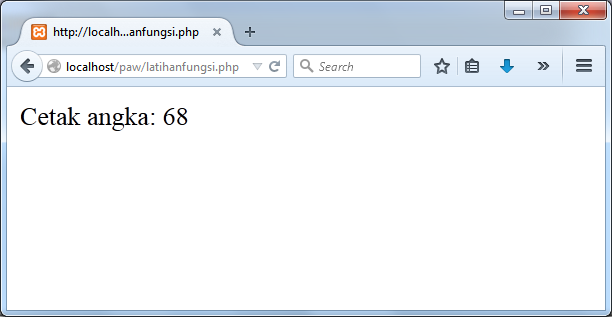 http://localh...anfungsi.php
localhost/paw/latihanfungsi.php
Search
Cetak angka: 68